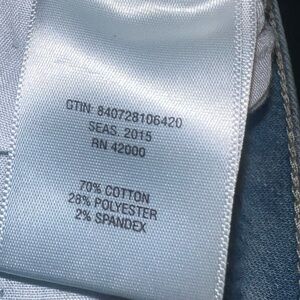 GTIN: 840728106420
SEAS. 2015
RN 42000
70% COTTON
28% POLYESTER
2% SPANDEX